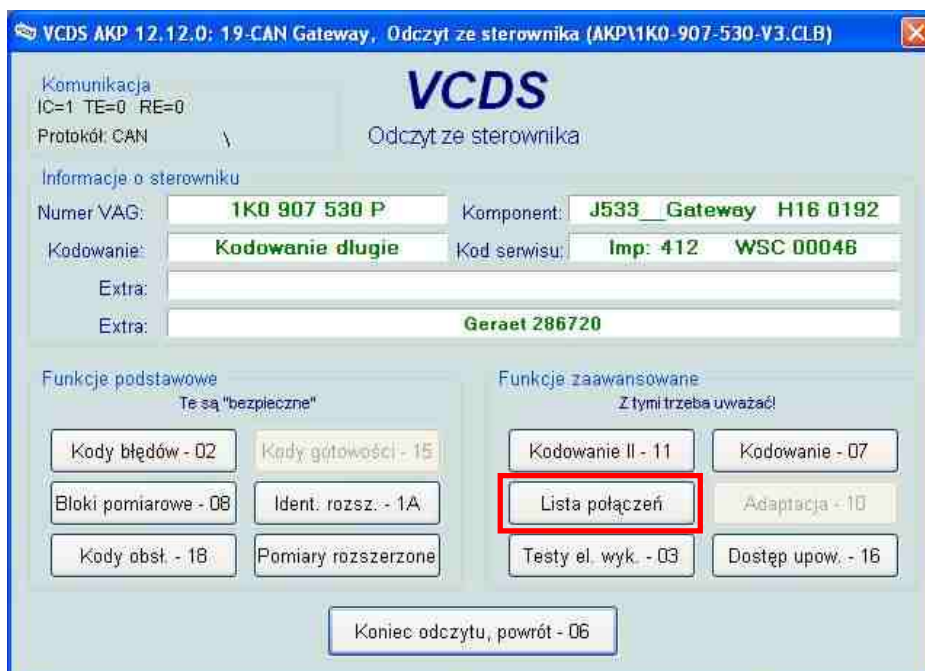 VCDS AKP 12.12.0: 19-CAN Gateway, Odczyt ze sterownika (AKP\1K0-907-530-V3.CLB)
Komunikacja
IC=1 TE=0 RE=0
Protokół: CAN \
VCDS
Odczyt ze sterownika
Informacje o sterowniku
Numer VAG: 1K0 907 530 P Komponent: J533__Gateway H16 0192
Kodowanie: Kodowanie dlugie Kod serwisu: Imp: 412 WSC 00046
Extra:
Extra: Geraet 286720
Funkcje podstawowe
Te są "bezpieczne"
Kody błędów - 02 Kody gotowości - 15
Bloki pomiarowe - 08 Ident. rozsz. - 1A
Kody obsł. - 18 Pomiary rozszerzone
Funkcje zaawansowane
Z tymi trzeba uważać!
Kodowanie II - 11 Kodowanie - 07
Lista połączeń Adaptacja - 10
Testy el. wyk. - 03 Dostęp upow. - 16
Koniec odczytu, powrót - 06